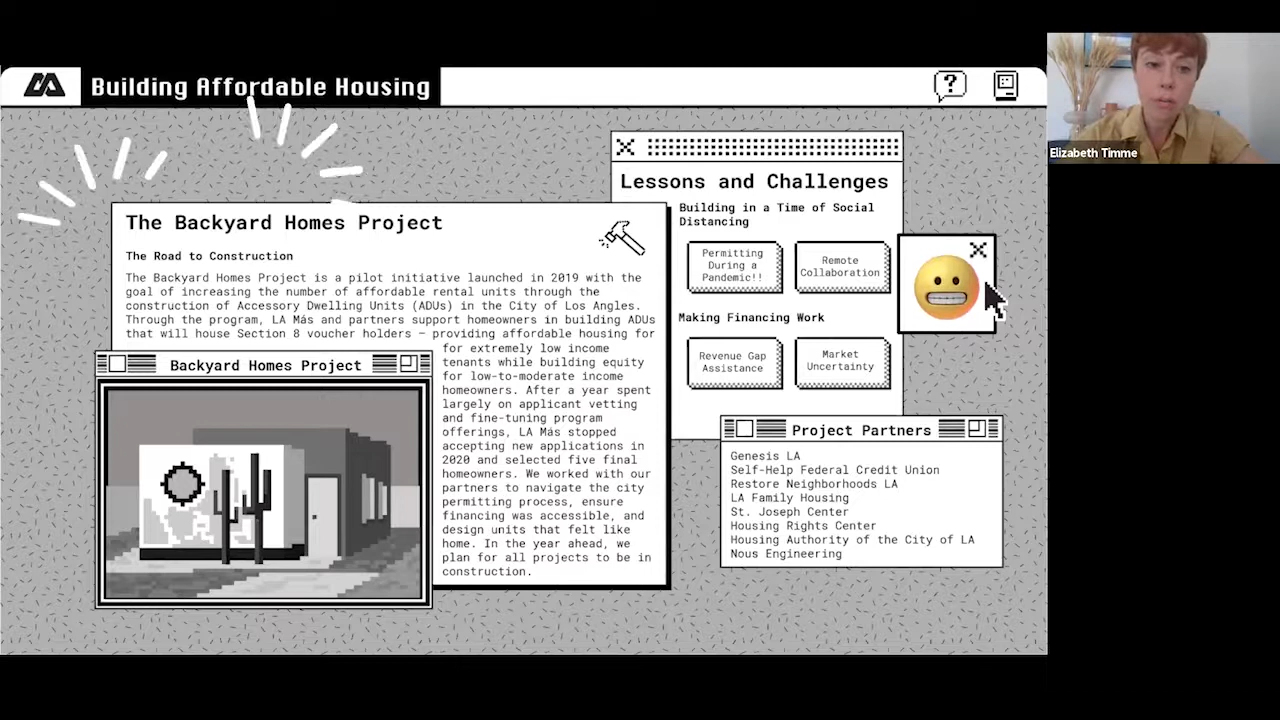 Building Affordable Housing
?
Elizabeth Timme
The Backyard Homes Project
The Road to Construction
The Backyard Homes Project is a pilot initiative launched in 2019 with the
goal of increasing the number of affordable rental units through the
construction of Accessory Dwelling Units (ADUs) in the City of Los Angles.
Through the program, LA Más and partners support homeowners in building ADUs
that will house Section 8 voucher holders – providing affordable housing for
for extremely low income
tenants while building equity
for low-to-moderate income
homeowners. After a year spent
largely on applicant vetting
and fine-tuning program
offerings, LA Más stopped
accepting new applications in
2020 and selected five final
homeowners. We worked with our
partners to navigate the city
permitting process, ensure
financing was accessible, and
design units that felt like
home. In the year ahead, we
plan for all projects to be in
construction.
Backyard Homes Project
Lessons and Challenges
Building in a Time of Social
Distancing
Permitting
During a
Pandemic!!
Remote
Collaboration
Making Financing Work
Revenue Gap
Assistance
Market
Uncertainty
Project Partners
Genesis LA
Self-Help Federal Credit Union
Restore Neighborhoods LA
LA Family Housing
St. Joseph Center
Housing Rights Center
Housing Authority of the City of LA
Nous Engineering